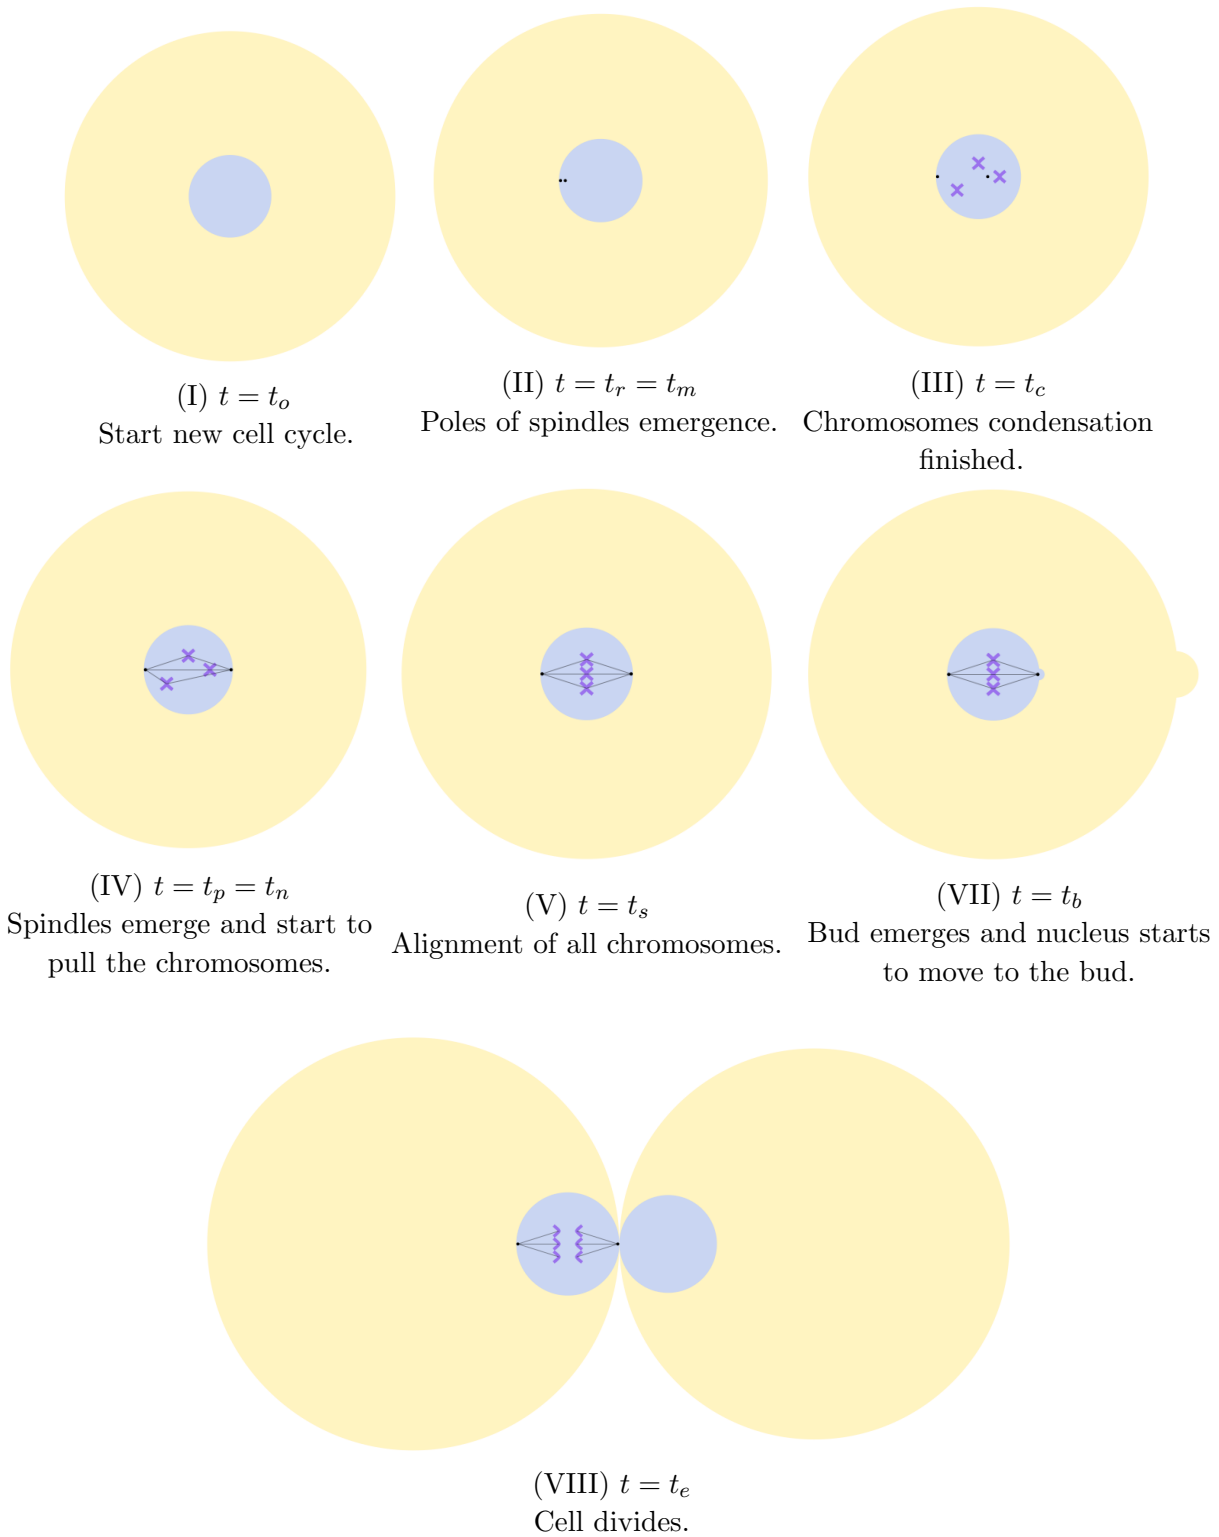 (I) t = t_o
Start new cell cycle.
(II) t = t_r = t_m
Poles of spindles emergence.
(III) t = t_c
Chromosomes condensation
finished.
(IV) t = t_p = t_n
Spindles emerge and start to
pull the chromosomes.
(V) t = t_s
Alignment of all chromosomes.
(VII) t = t_b
Bud emerges and nucleus starts
to move to the bud.
(VIII) t = t_e
Cell divides.